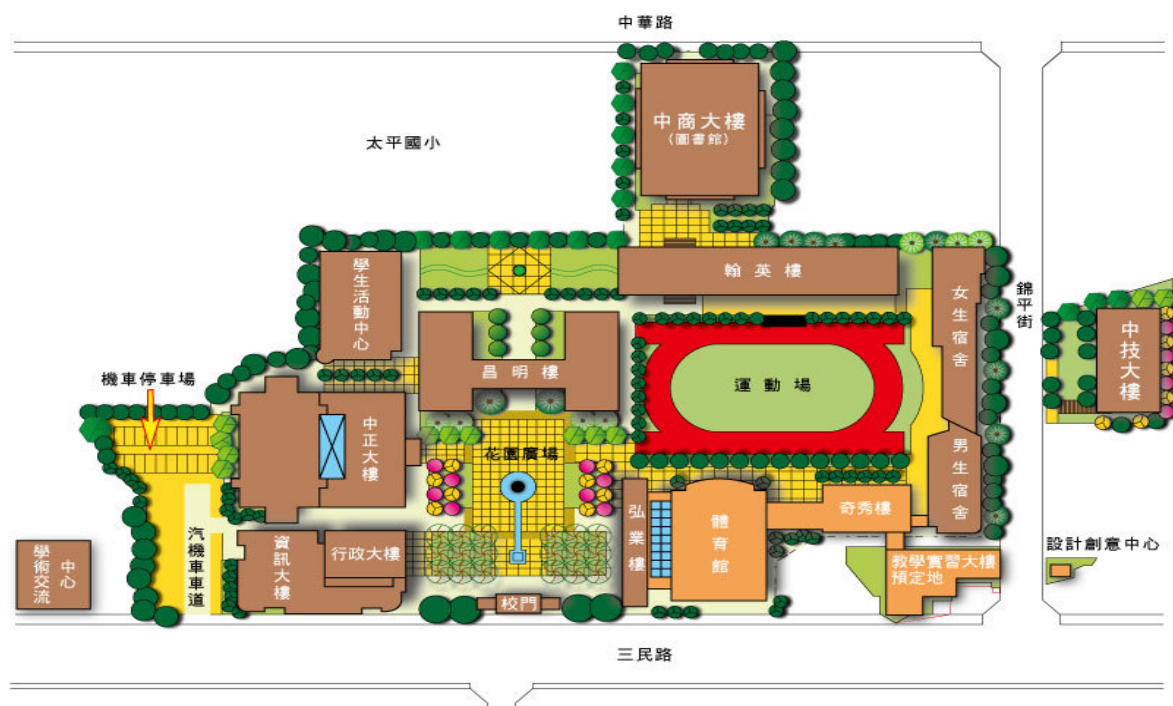 中華路
中商大樓
(圖書館)
太平國小
學生活動中心
翰英樓
女生宿舍
錦平街
中技大樓
昌明樓
運動場
機車停車場
中正大樓
花園廣場
男生宿舍
弘業樓
體育館
奇秀樓
汽機車車道
資訊大樓
行政大樓
學術交流
中心
教學實習大樓
預定地
設計創意中心
校門
三民路